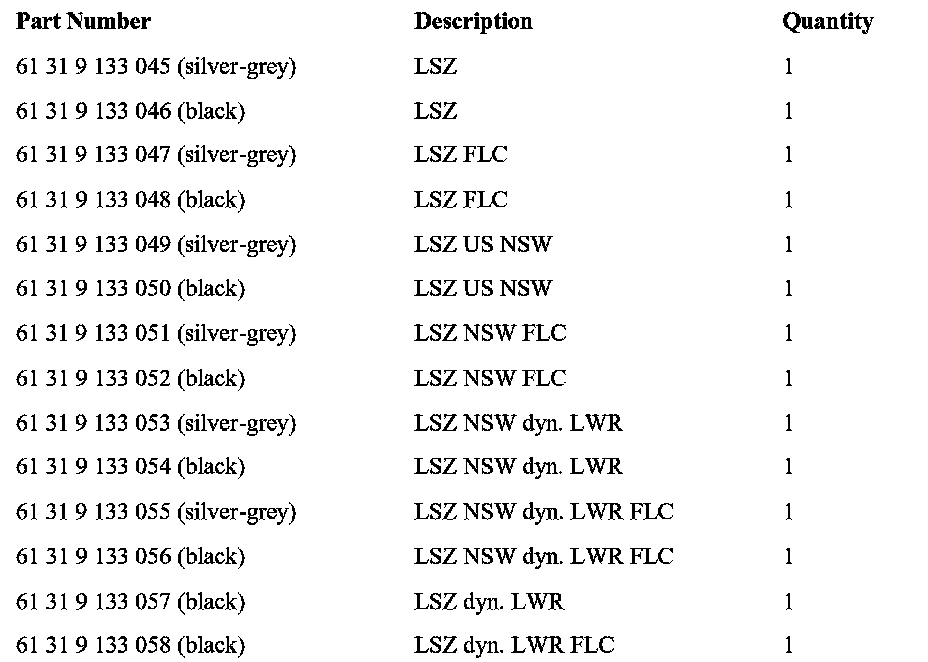 Part Number Description Quantity
61 31 9 133 045 (silver-grey) LSZ 1
61 31 9 133 046 (black) LSZ 1
61 31 9 133 047 (silver-grey) LSZ FLC 1
61 31 9 133 048 (black) LSZ FLC 1
61 31 9 133 049 (silver-grey) LSZ US NSW 1
61 31 9 133 050 (black) LSZ US NSW 1
61 31 9 133 051 (silver-grey) LSZ NSW FLC 1
61 31 9 133 052 (black) LSZ NSW FLC 1
61 31 9 133 053 (silver-grey) LSZ NSW dyn. LWR 1
61 31 9 133 054 (black) LSZ NSW dyn. LWR 1
61 31 9 133 055 (silver-grey) LSZ NSW dyn. LWR FLC 1
61 31 9 133 056 (black) LSZ NSW dyn. LWR FLC 1
61 31 9 133 057 (black) LSZ dyn. LWR 1
61 31 9 133 058 (black) LSZ dyn. LWR FLC 1